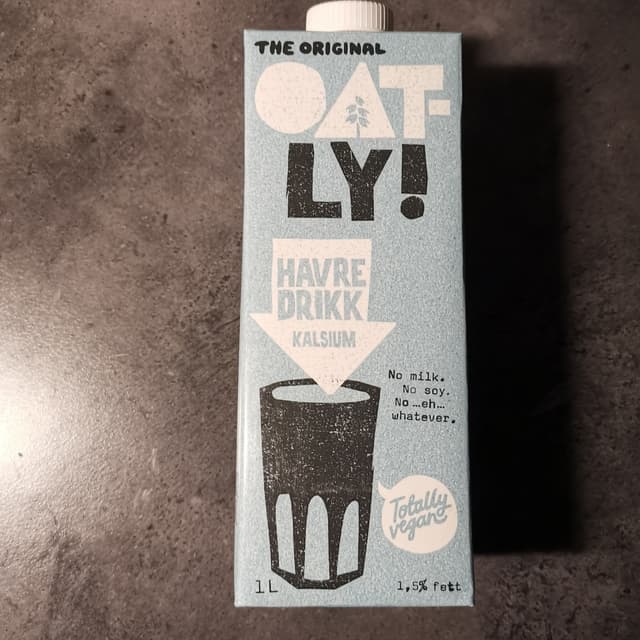 THE ORIGINAL
OAT-
LY!
HAVRE
DRIKK
KALSIUM
No milk.
No soy.
No …eh…
whatever.
Totally
vegan
1L
1,5% fett